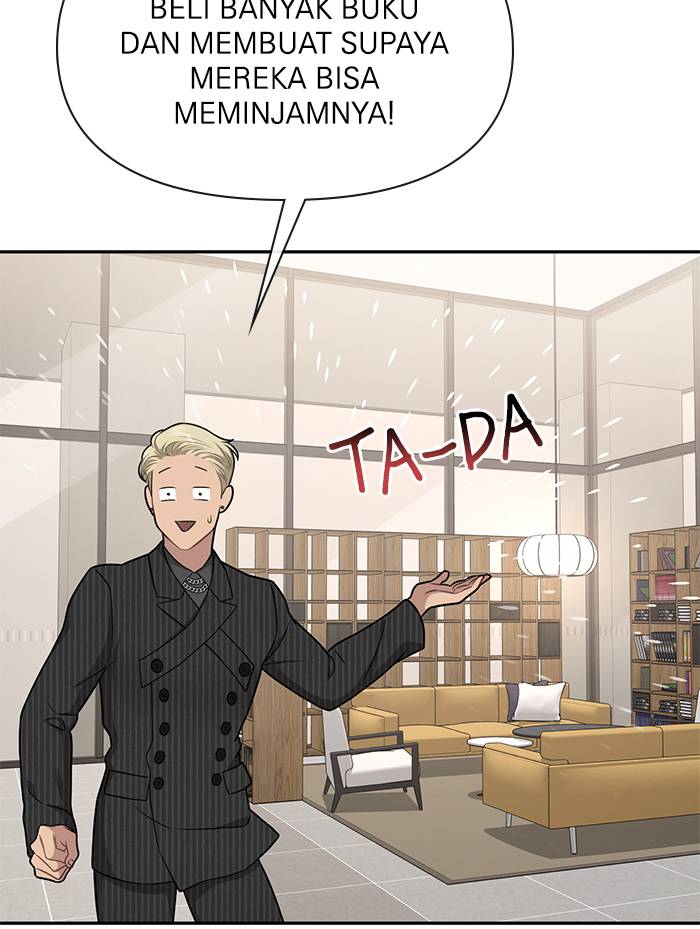 BELI BANYAK BUKU
DAN MEMBUAT SUPAYA
MEREKA BISA
MEMINJAMNYA!
TA-DA